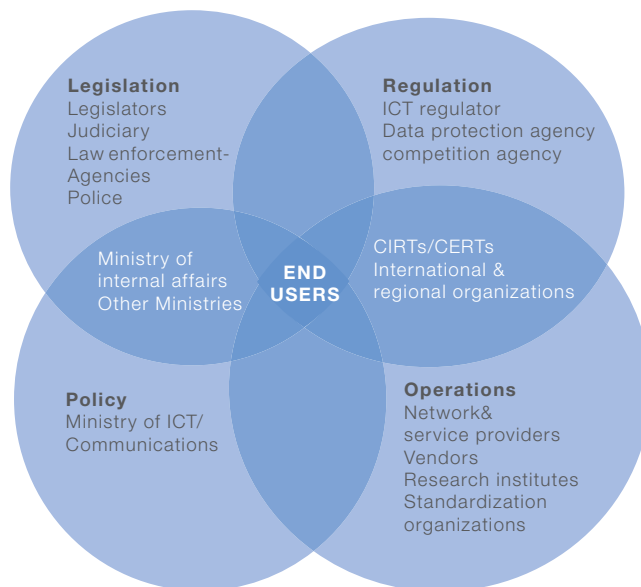 Legislation
Legislators
Judiciary
Law enforcement-
Agencies
Police
Regulation
ICT regulator
Data protection agency
competition agency
Ministry of
internal affairs
Other Ministries
END
USERS
CIRTs/CERTs
International &
regional organizations
Policy
Ministry of ICT/
Communications
Operations
Network&
service providers
Vendors
Research institutes
Standardization
organizations